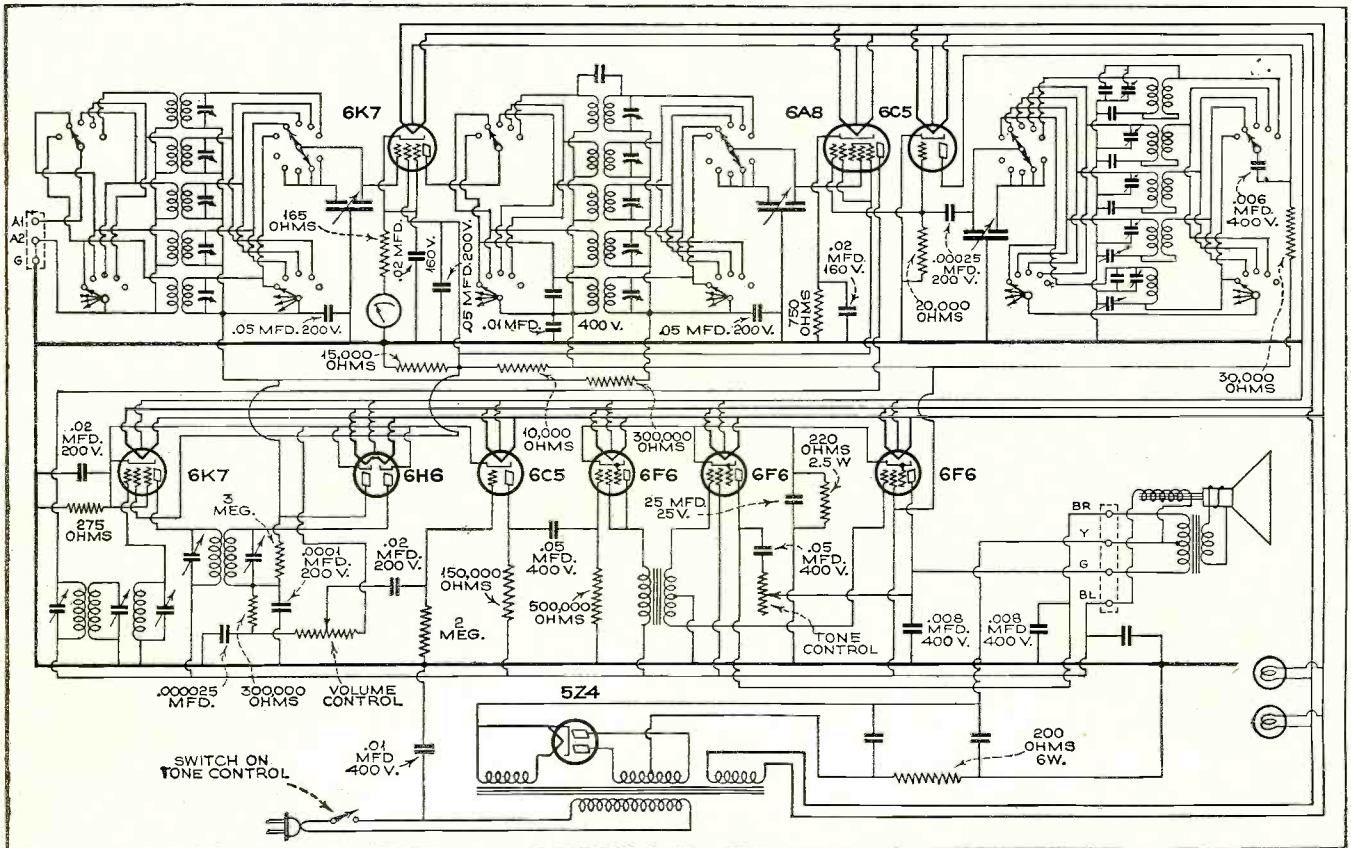 6K7
6A8
6C5
A1
A2
G
165
OHMS
.02 MFD.
160 V.
.05 MFD. 200V.
.05 MFD. 200 V.
.01 MFD.
400 V.
.05 MFD. 200 V.
750
OHMS
.02
MFD.
160 V.
.00025
MFD.
200 V.
20,000
OHMS
.006
MFD.
400 V.
30,000
OHMS
15,000
OHMS
10,000
OHMS
300,000
OHMS
.02
MFD.
200V.
275
OHMS
6K7
3
MEG.
.0001
MFD.
200 V.
6H6
.02
MFD.
200 V.
6C5
6F6
6F6
6F6
150,000
OHMS
.05
MFD.
400 V.
500,000
OHMS
2
MEG.
25 MFD.
25V.
220
OHMS
2.5 W
.05
MFD.
400 V.
TONE
CONTROL
.008
MFD.
400 V.
.008
MFD.
400 V.
BR
Y
G
BL
.000025
MFD.
300,000
OHMS
VOLUME
CONTROL
5Z4
.01
MFD
400 V.
SWITCH ON
TONE CONTROL
200
OHMS
6W.